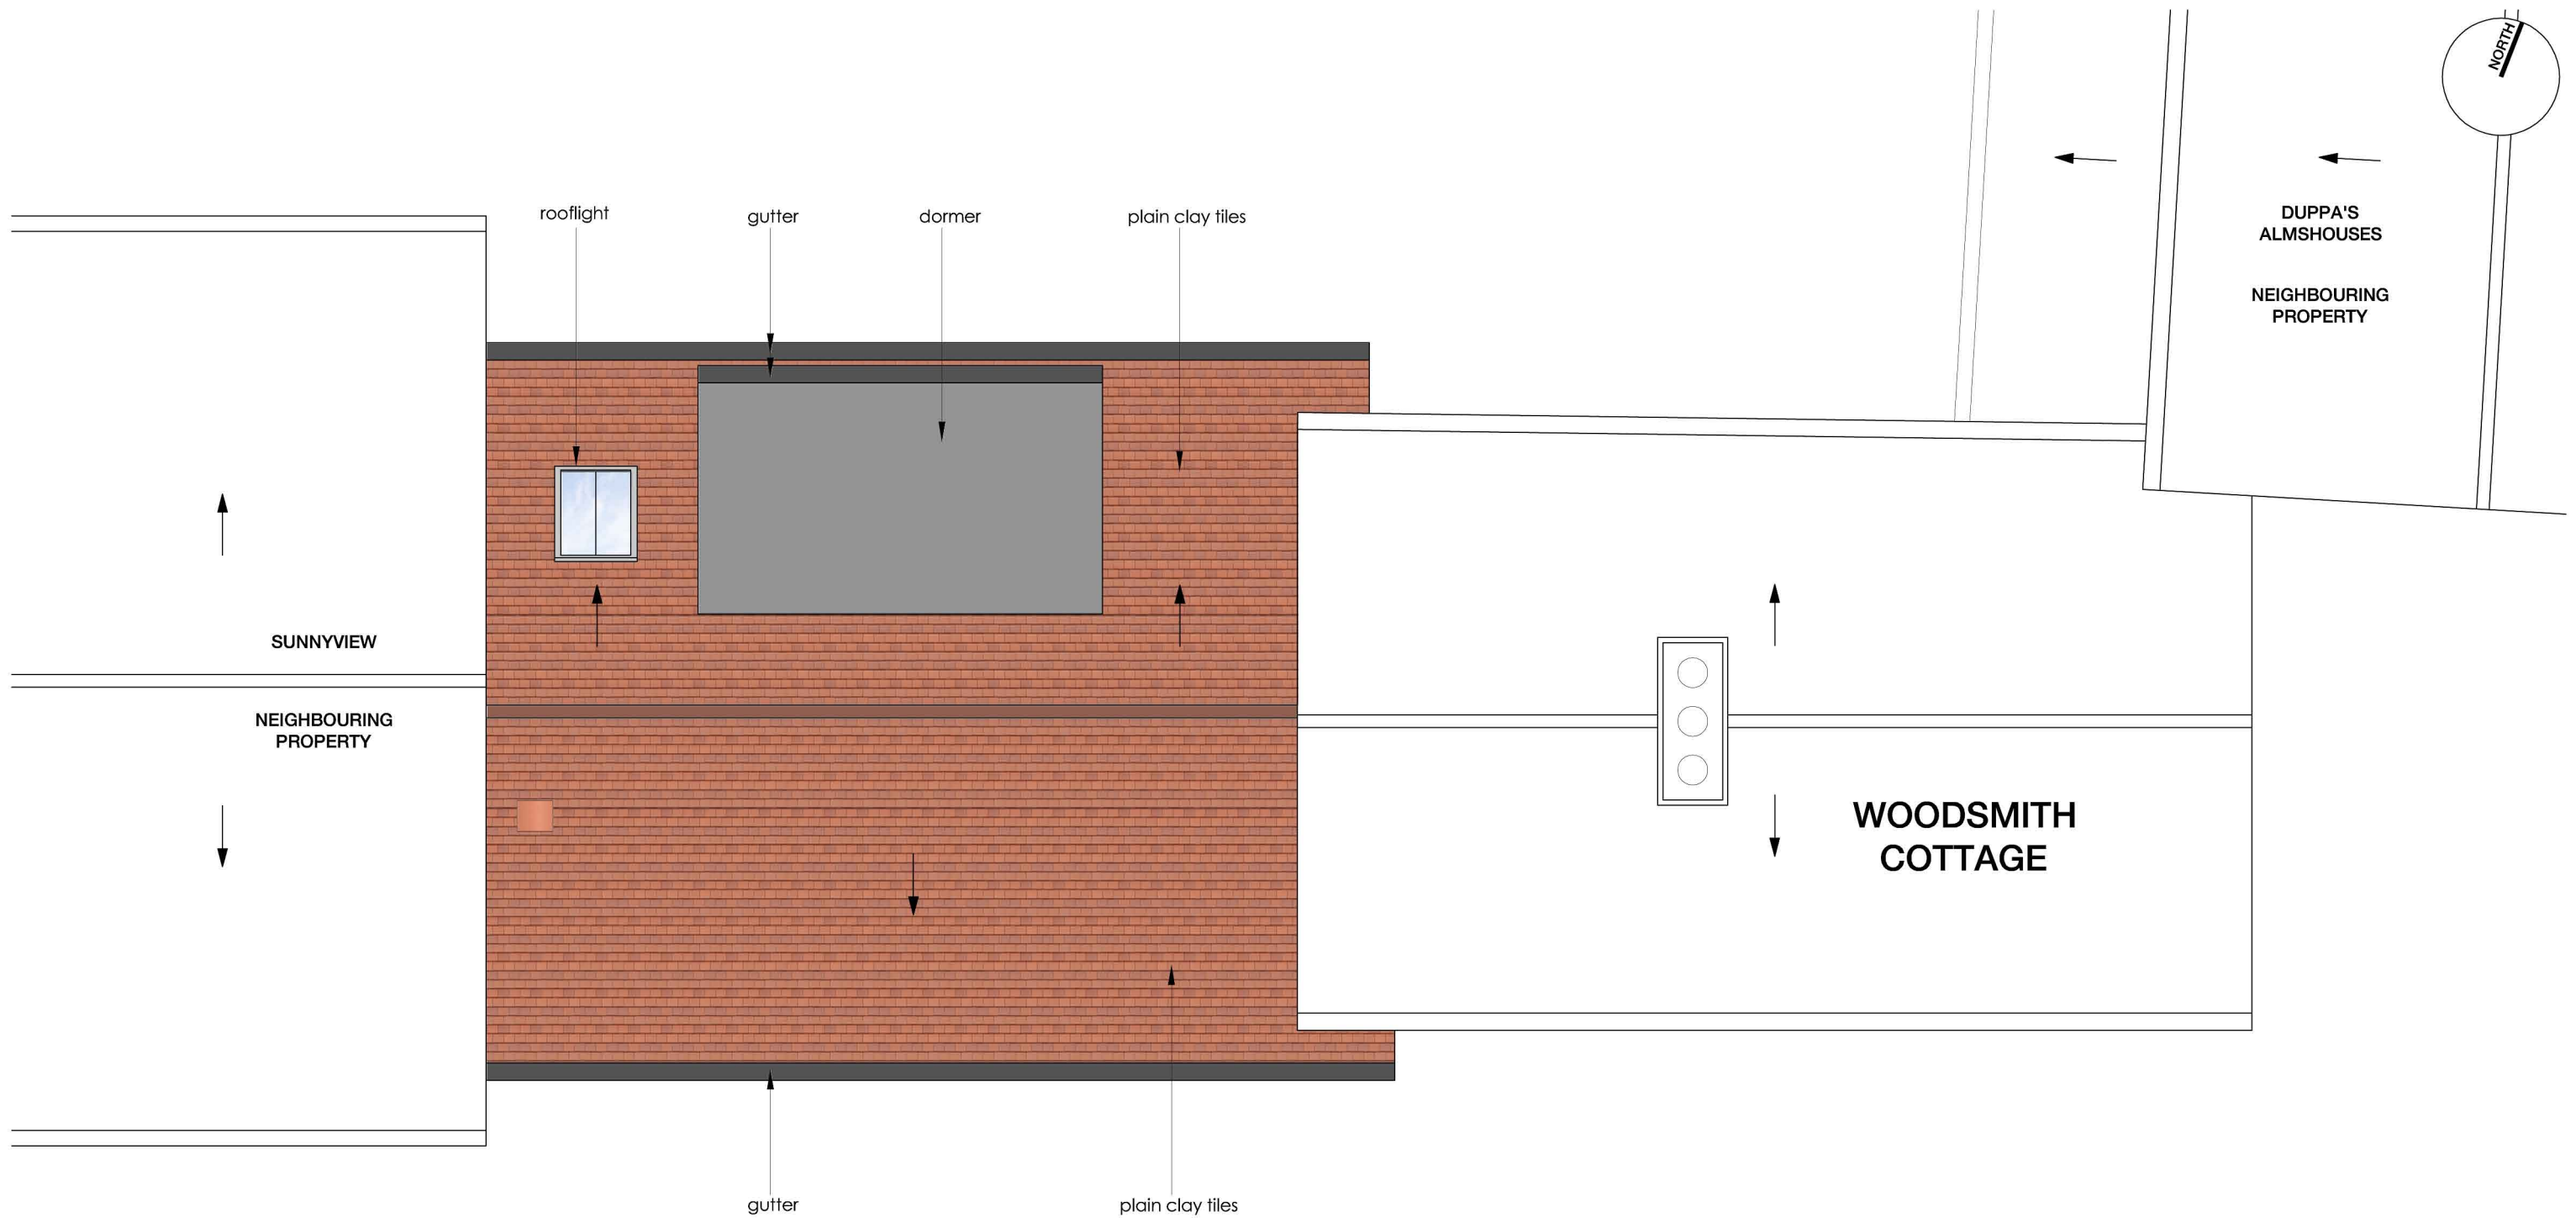 NORTH
DUPPA'S
ALMSHOUSES
NEIGHBOURING
PROPERTY
rooflight
gutter
dormer
plain clay tiles
SUNNYVIEW
NEIGHBOURING
PROPERTY
WOODSMITH
COTTAGE
gutter
plain clay tiles